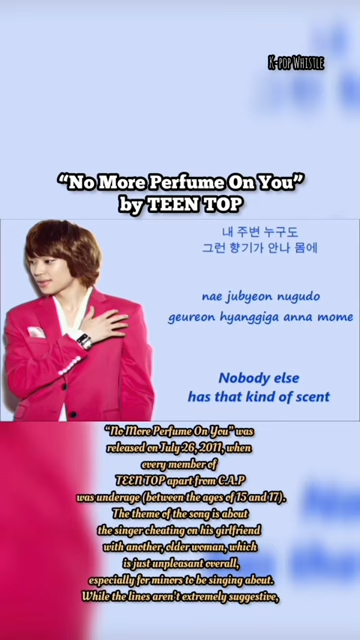 K-pop Whistle
“No More Perfume On You”
by TEEN TOP
내 주변 누구도
그런 향기가 안나 몸에
nae jubyeon nugudo
geureon hyanggiga anna mome
Nobody else
has that kind of scent
“No More Perfume On You” was
released on July 26, 2011, when
every member of
TEEN TOP apart from C.A.P
was underage (between the ages of 15 and 17).
The theme of the song is about
the singer cheating on his girlfriend
with another, older woman, which
is just unpleasant overall,
especially for minors to be singing about.
While the lines aren't extremely suggestive,